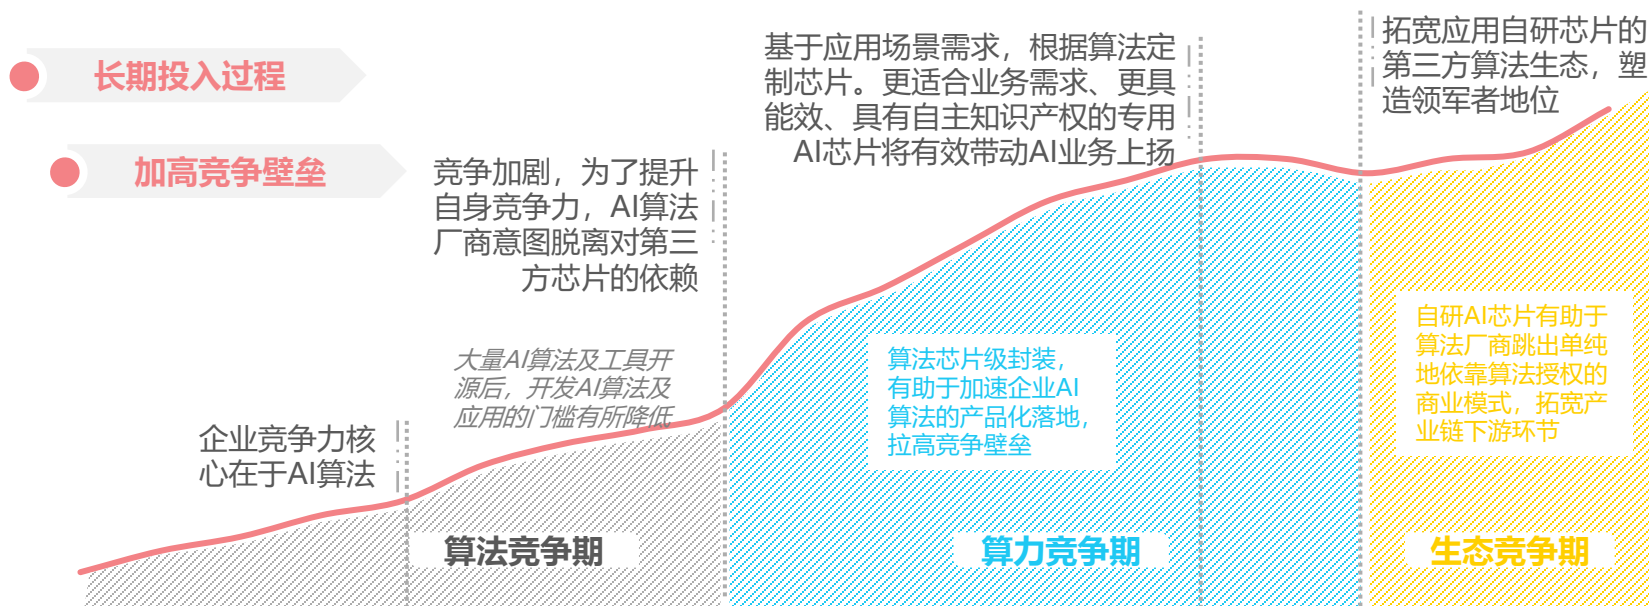 长期投入过程
加高竞争壁垒
企业竞争力核
心在于AI算法
竞争加剧，为了提升
自身竞争力，AI算法
厂商意图脱离对第三
方芯片的依赖
大量AI算法及工具开
源后，开发AI算法及
应用的门槛有所降低
算法竞争期
基于应用场景需求，根据算法定
制芯片。更适合业务需求、更具
能效、具有自主知识产权的专用
AI芯片将有效带动AI业务上扬
算法芯片级封装，
有助于加速企业AI
算法的产品化落地，
拉高竞争壁垒
算力竞争期
拓宽应用自研芯片的
第三方算法生态，塑
造领军者地位
自研AI芯片有助于
算法厂商跳出单纯
地依靠算法授权的
商业模式，拓宽产
业链下游环节
生态竞争期